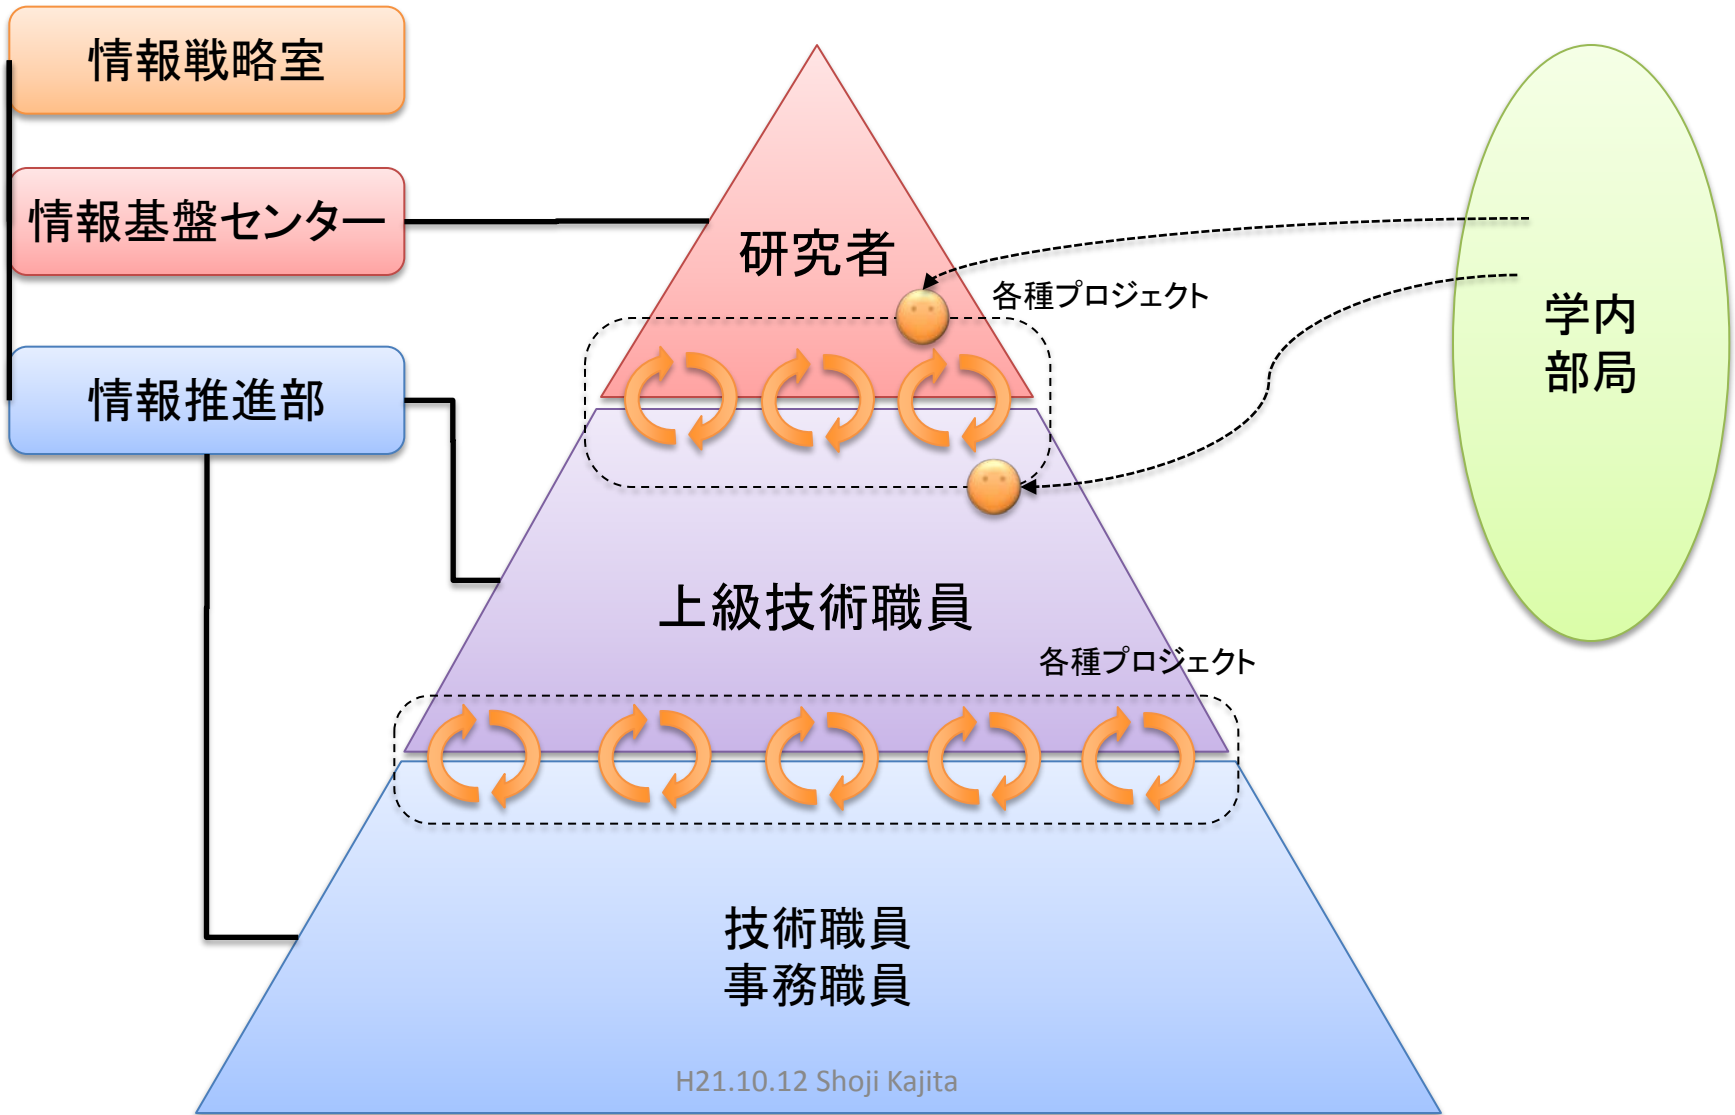 情報戦略室
情報基盤センター
情報推進部
研究者
各種プロジェクト
学内
部局
上級技術職員
各種プロジェクト
技術職員
事務職員
H21.10.12 Shoji Kajita